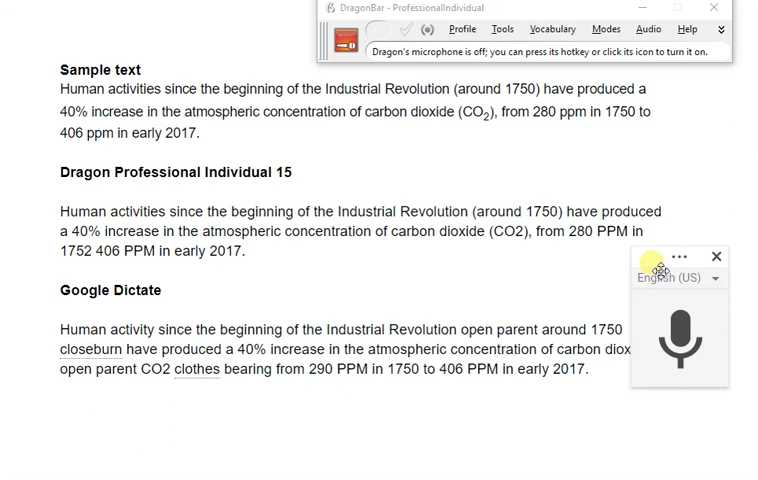 DragonBar - ProfessionalIndividual
Profile Tools Vocabulary Modes Audio Help
Dragon's microphone is off; you can press its hotkey or click its icon to turn it on.
Sample text
Human activities since the beginning of the Industrial Revolution (around 1750) have produced a
40% increase in the atmospheric concentration of carbon dioxide (CO₂), from 280 ppm in 1750 to
406 ppm in early 2017.
Dragon Professional Individual 15
Human activities since the beginning of the Industrial Revolution (around 1750) have produced
a 40% increase in the atmospheric concentration of carbon dioxide (CO2), from 280 PPM in
1752 406 PPM in early 2017.
Google Dictate
Human activity since the beginning of the Industrial Revolution open parent around 1750
closeburn have produced a 40% increase in the atmospheric concentration of carbon diox
open parent CO2 clothes bearing from 290 PPM in 1750 to 406 PPM in early 2017.
English (US)